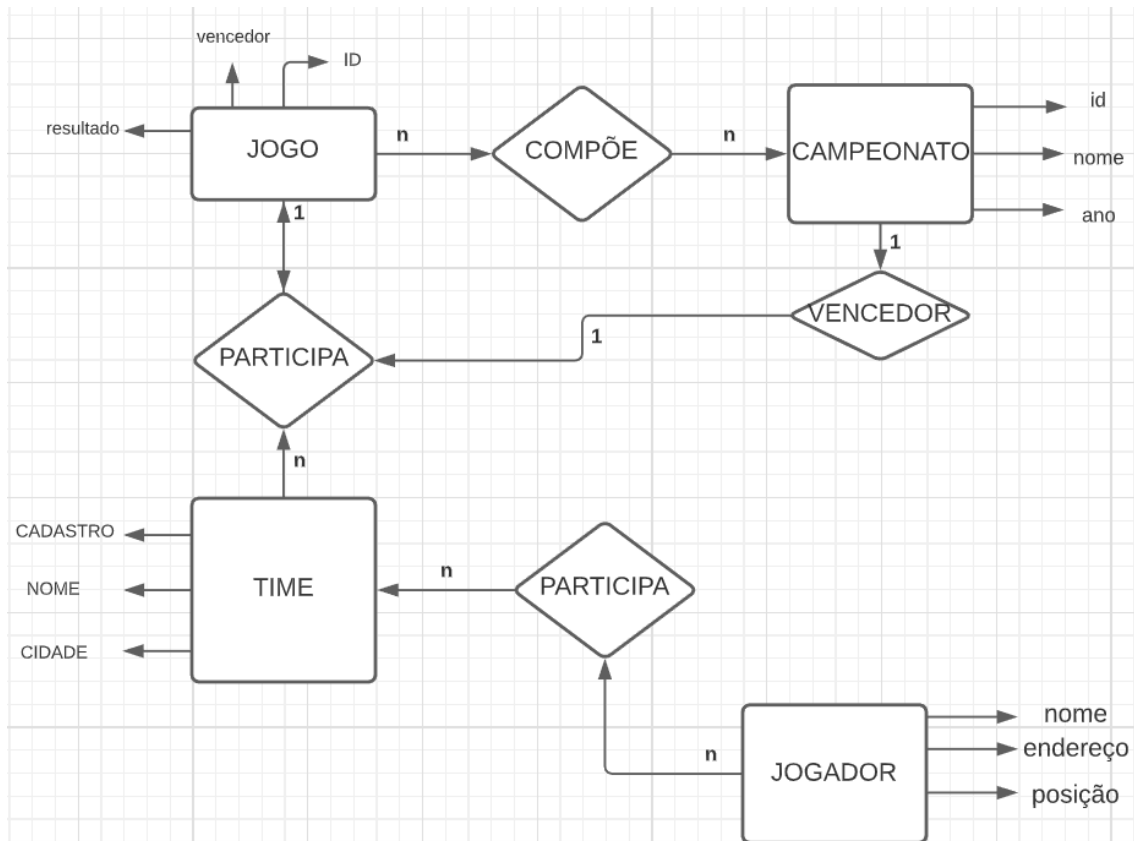 vencedor
ID
resultado
JOGO
n
COMPÕE
n
CAMPEONATO
id
nome
ano
1
1
VENCEDOR
1
PARTICIPA
n
CADASTRO
NOME
CIDADE
TIME
n
PARTICIPA
n
JOGADOR
nome
endereço
posição